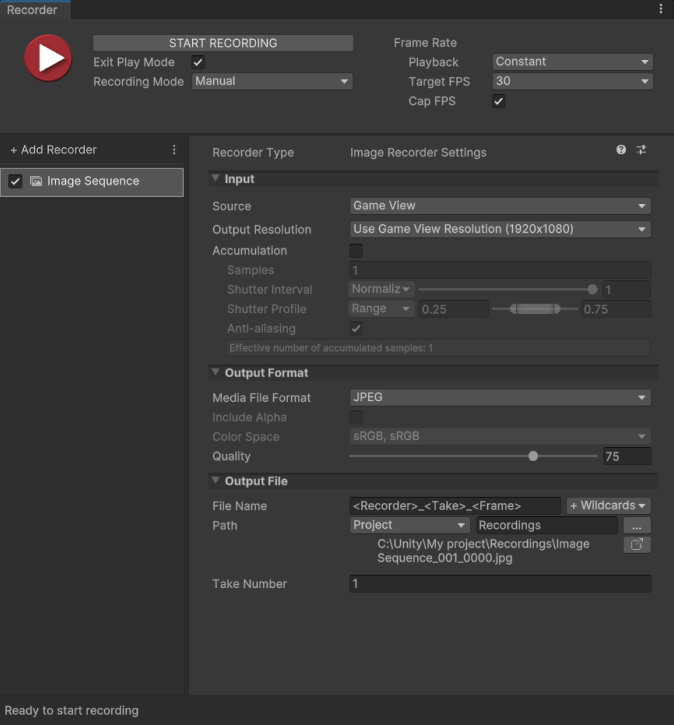 Recorder
START RECORDING
Exit Play Mode
Recording Mode Manual
Frame Rate
Playback Constant
Target FPS 30
Cap FPS
+ Add Recorder
Image Sequence
Recorder Type Image Recorder Settings
Input
Source Game View
Output Resolution Use Game View Resolution (1920x1080)
Accumulation
Samples 1
Shutter Interval Normaliz 1
Shutter Profile Range 0.25 0.75
Anti-aliasing
Effective number of accumulated samples: 1
Output Format
Media File Format JPEG
Include Alpha
Color Space sRGB, sRGB
Quality 75
Output File
File Name <Recorder>_<Take>_<Frame> + Wildcards
Path Project Recordings ...
C:\Unity\My project\Recordings\Image
Sequence_001_0000.jpg
Take Number 1
Ready to start recording